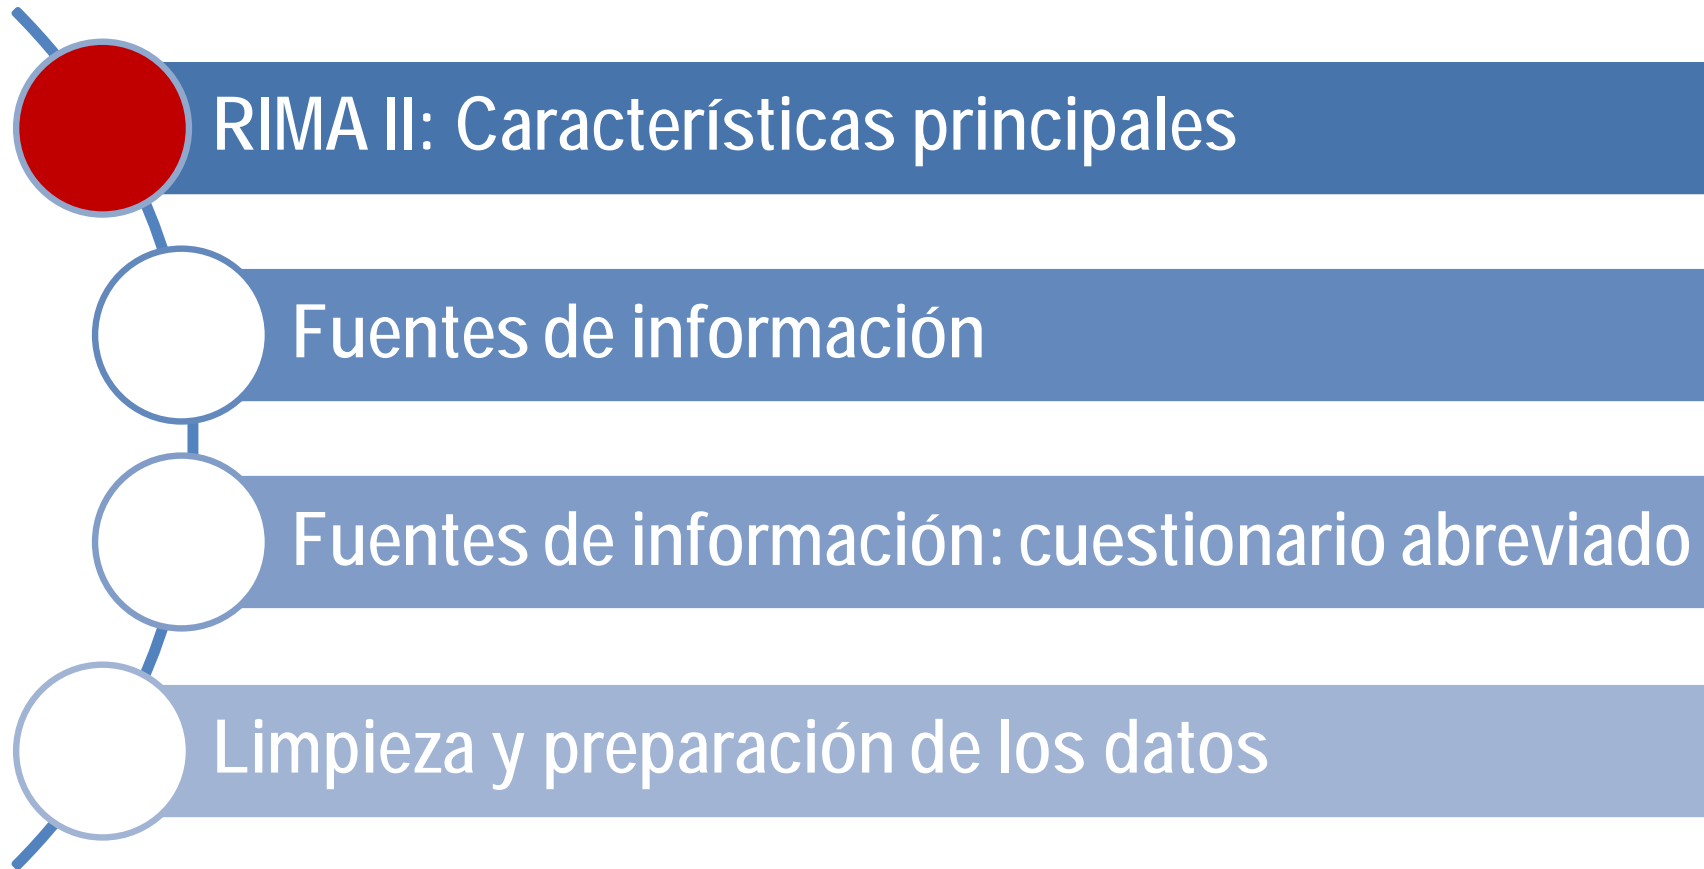 RIMA II: Características principales
Fuentes de información
Fuentes de información: cuestionario abreviado
Limpieza y preparación de los datos